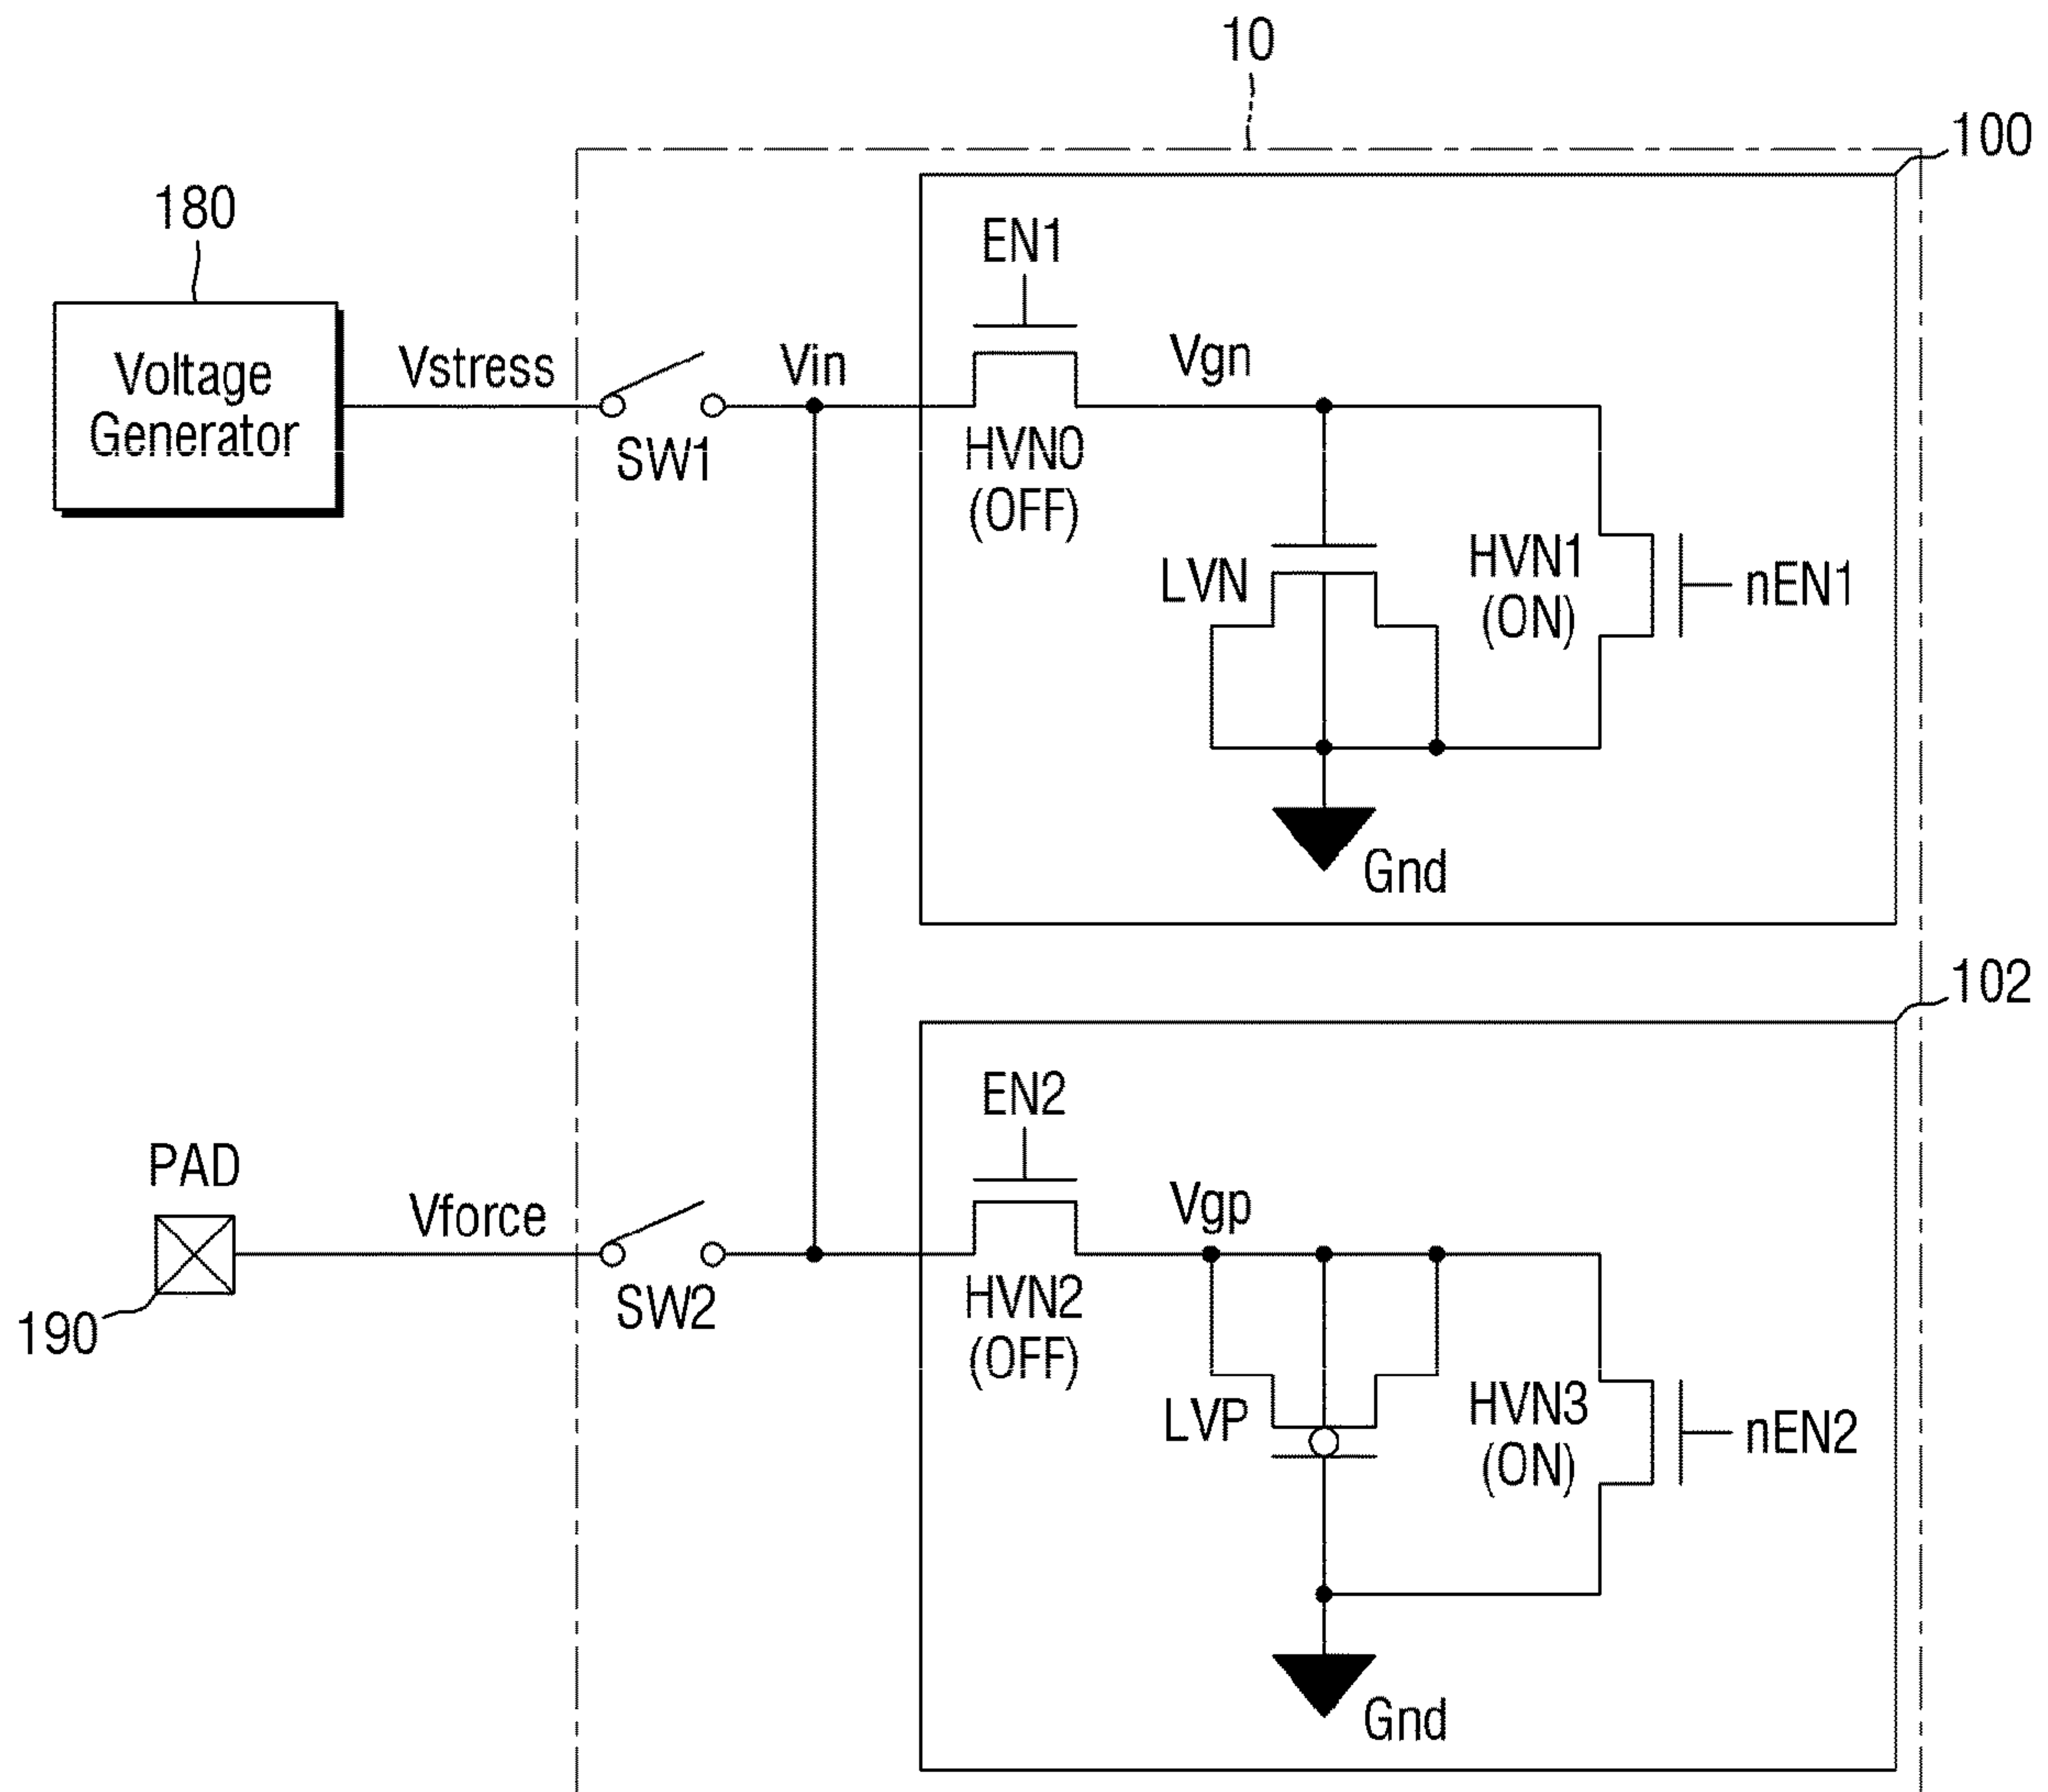 10
100
180
EN1
Voltage
Generator
Vstress
SW1
Vin
HVN0
(OFF)
Vgn
LVN
HVN1
(ON)
nEN1
Gnd
102
EN2
PAD
190
Vforce
SW2
HVN2
(OFF)
Vgp
LVP
HVN3
(ON)
nEN2
Gnd